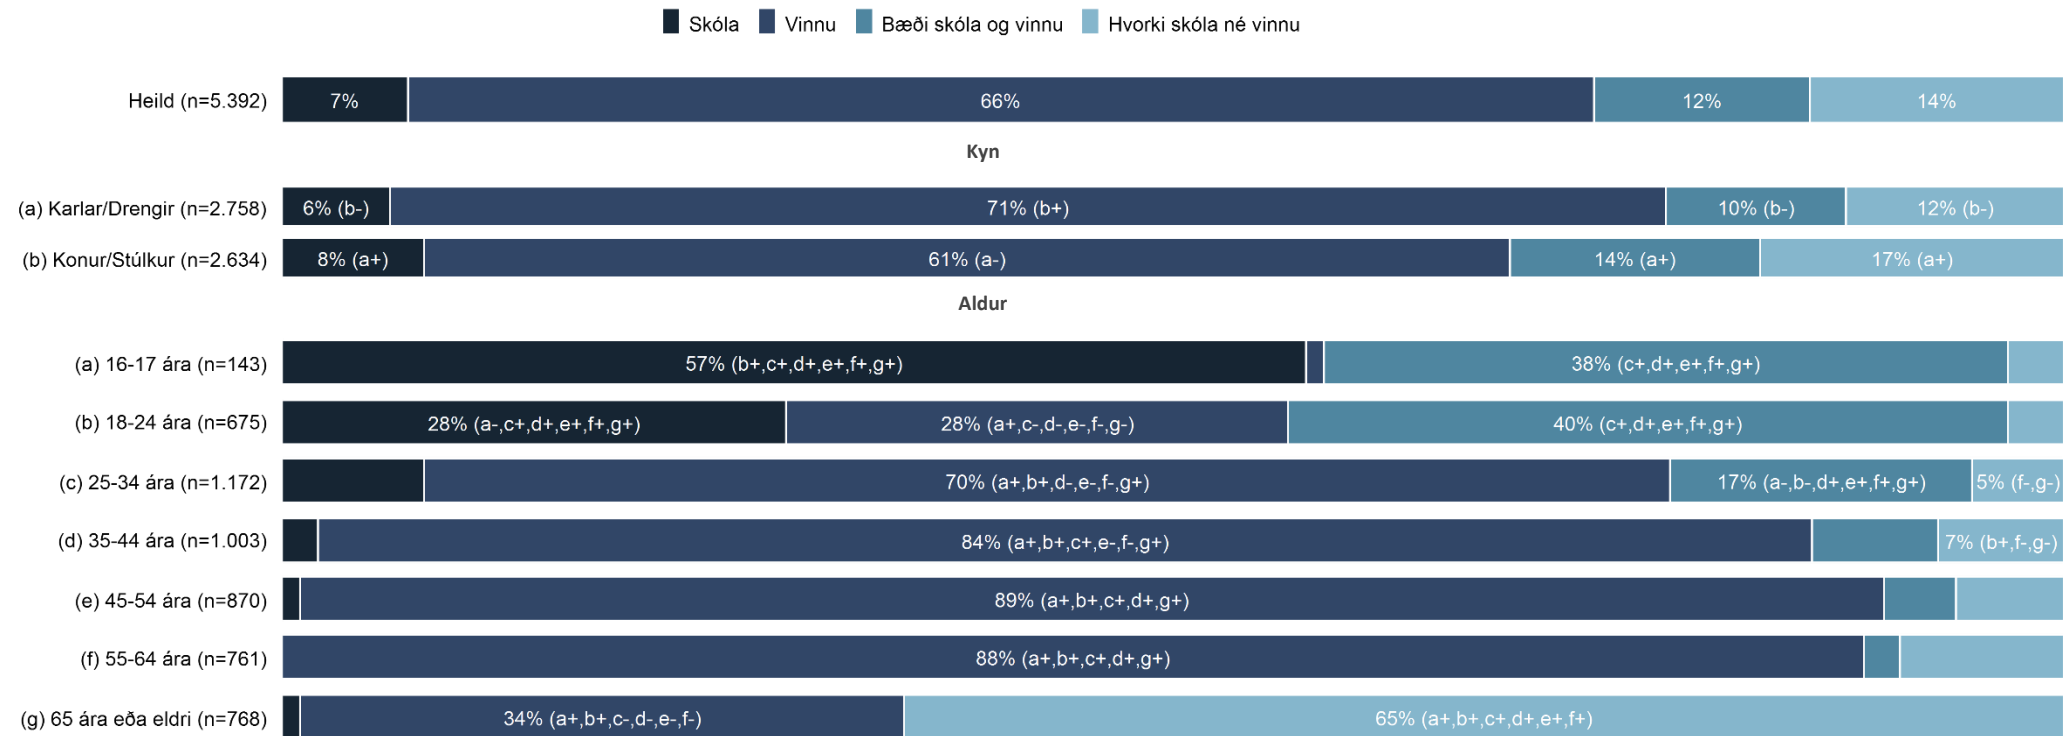 Skóla Vinnu Bæði skóla og vinnu Hvorki skóla né vinnu
Heild (n=5.392) 7% 66% 12% 14%
Kyn
(a) Karlar/Drengir (n=2.758) 6% (b-) 71% (b+) 10% (b-) 12% (b-)
(b) Konur/Stúlkur (n=2.634) 8% (a+) 61% (a-) 14% (a+) 17% (a+)
Aldur
(a) 16-17 ára (n=143) 57% (b+,c+,d+,e+,f+,g+) 38% (c+,d+,e+,f+,g+)
(b) 18-24 ára (n=675) 28% (a-,c+,d+,e+,f+,g+) 28% (a+,c-,d-,e-,f-,g-) 40% (c+,d+,e+,f+,g+)
(c) 25-34 ára (n=1.172) 70% (a+,b+,d-,e-,f-,g+) 17% (a-,b-,d+,e+,f+,g+) 5% (f-,g-)
(d) 35-44 ára (n=1.003) 84% (a+,b+,c+,e-,f-,g+) 7% (b+,f-,g-)
(e) 45-54 ára (n=870) 89% (a+,b+,c+,d+,g+)
(f) 55-64 ára (n=761) 88% (a+,b+,c+,d+,g+)
(g) 65 ára eða eldri (n=768) 34% (a+,b+,c-,d-,e-,f-) 65% (a+,b+,c+,d+,e+,f+)